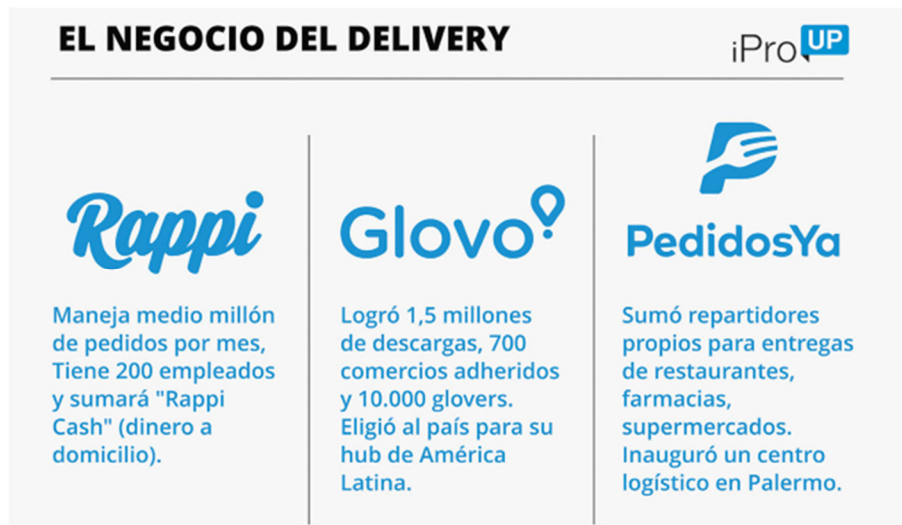 EL NEGOCIO DEL DELIVERY
iProUP
Rappi
Maneja medio millón
de pedidos por mes,
Tiene 200 empleados
y sumará "Rappi
Cash" (dinero a
domicilio).
Glovo
Logró 1,5 millones
de descargas, 700
comercios adheridos
y 10.000 glovers.
Eligió al país para su
hub de América
Latina.
PedidosYa
Sumó repartidores
propios para entregas
de restaurantes,
farmacias,
supermercados.
Inauguró un centro
logístico en Palermo.